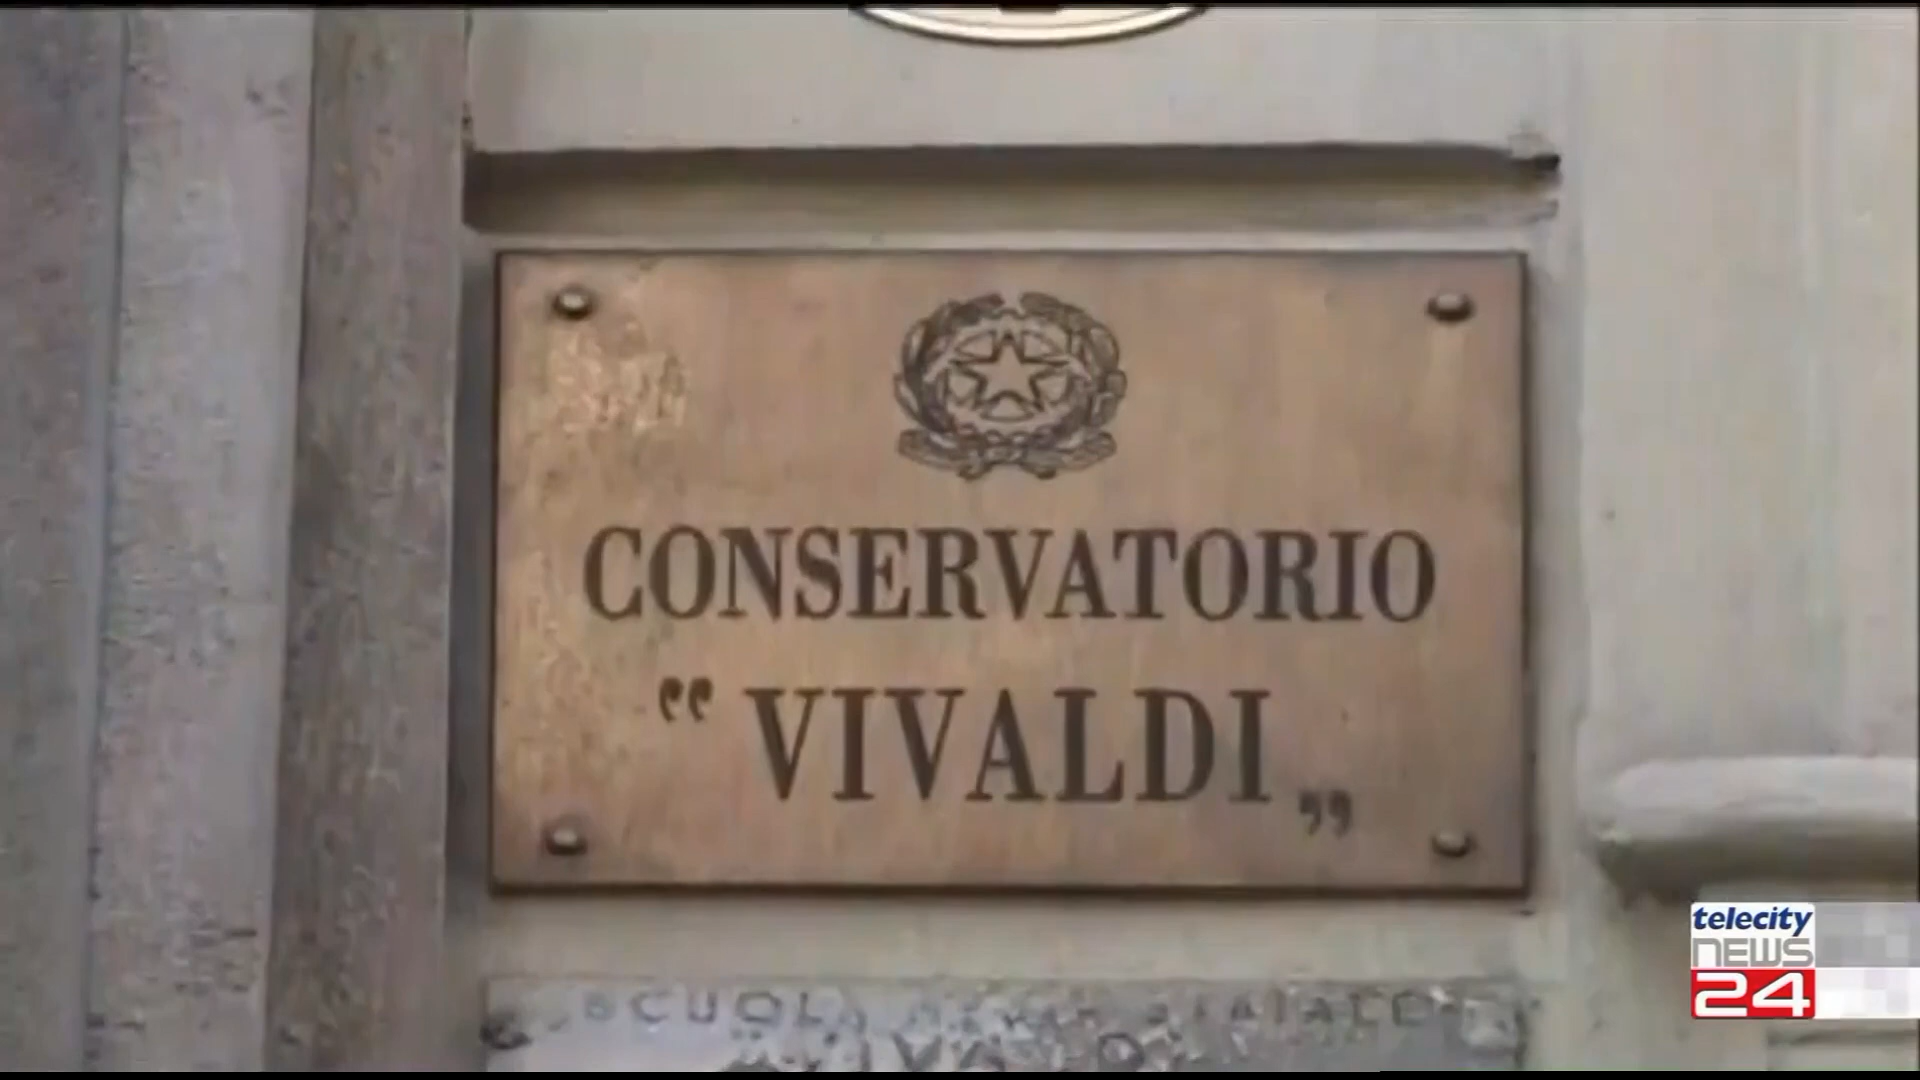 CONSERVATORIO
“ VIVALDI „
telecity
NEWS
24